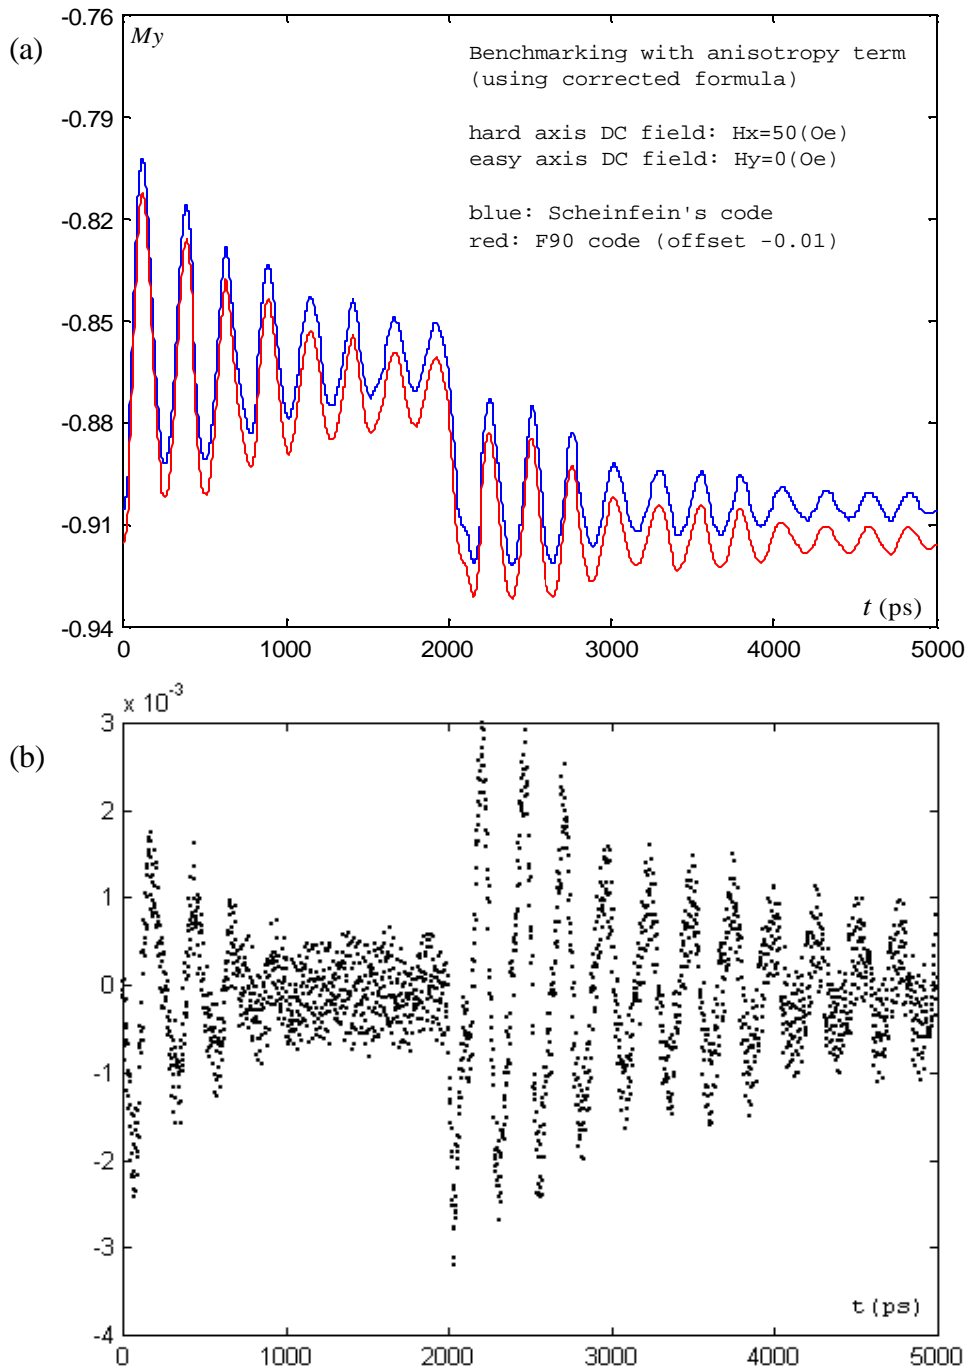 (a)
My
Benchmarking with anisotropy term
(using corrected formula)
hard axis DC field: Hx=50(Oe)
easy axis DC field: Hy=0(Oe)
blue: Scheinfein's code
red: F90 code (offset -0.01)
-0.76
-0.79
-0.82
-0.85
-0.88
-0.91
-0.94
t (ps)
0 1000 2000 3000 4000 5000
(b)
x 10-3
3
2
1
0
-1
-2
-3
-4
t (ps)
0 1000 2000 3000 4000 5000